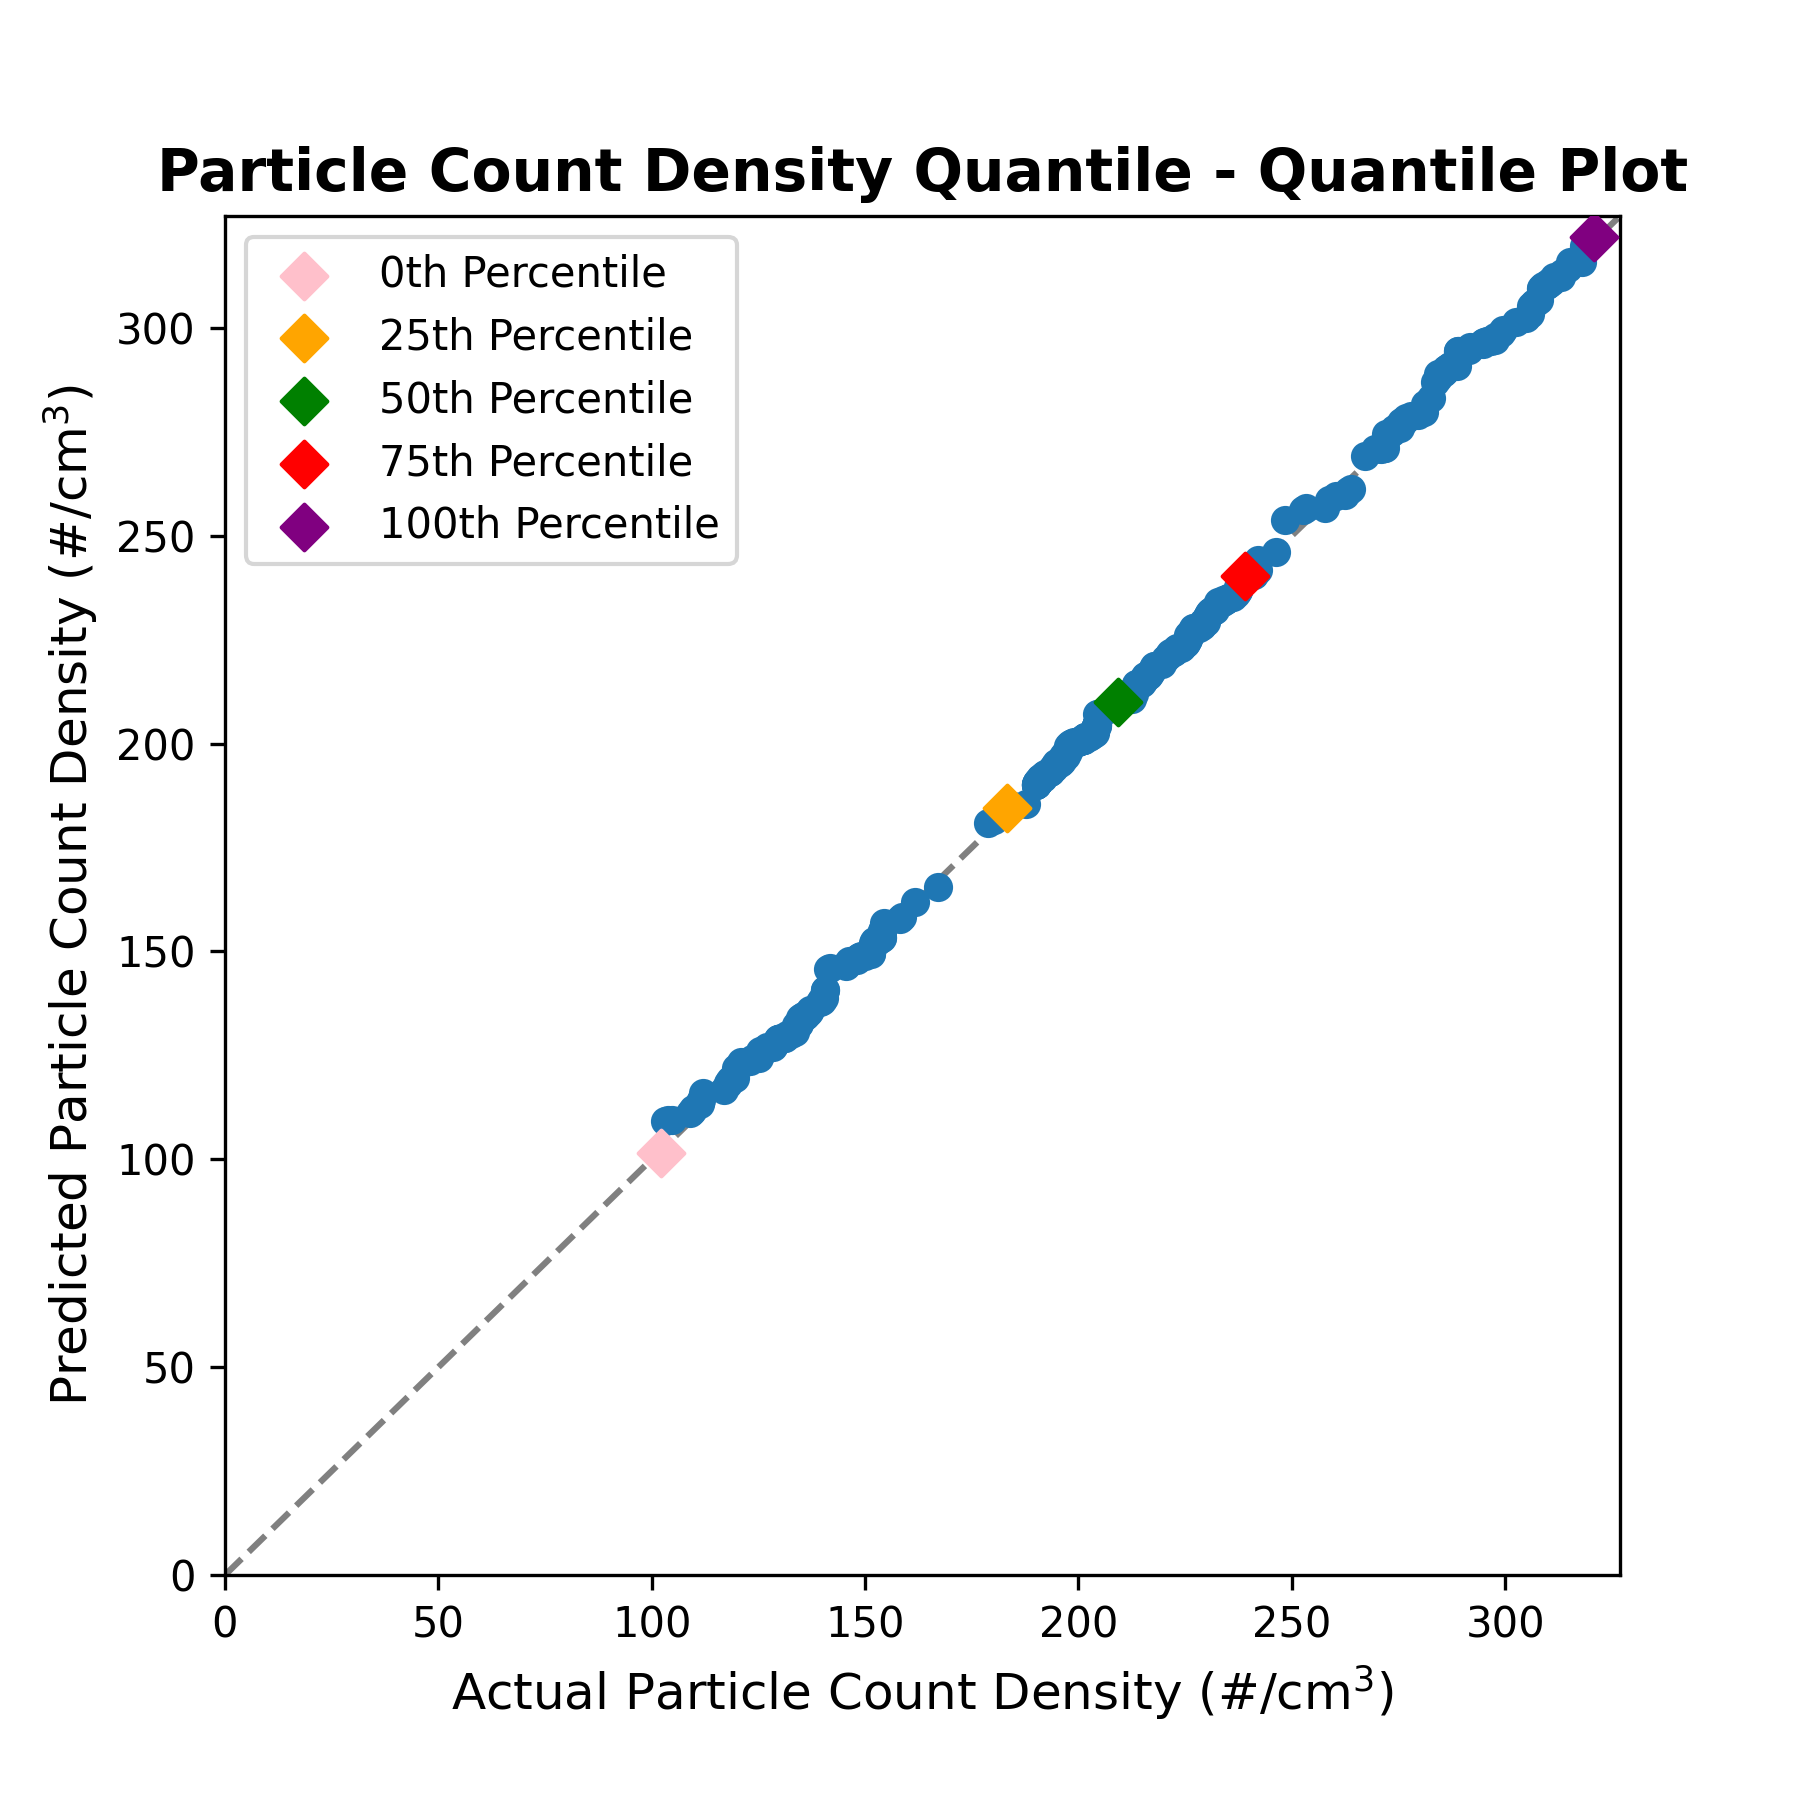 Particle Count Density Quantile - Quantile Plot
0th Percentile
25th Percentile
50th Percentile
75th Percentile
100th Percentile
Predicted Particle Count Density (#/cm³)
300
250
200
150
100
50
0
0 50 100 150 200 250 300
Actual Particle Count Density (#/cm³)